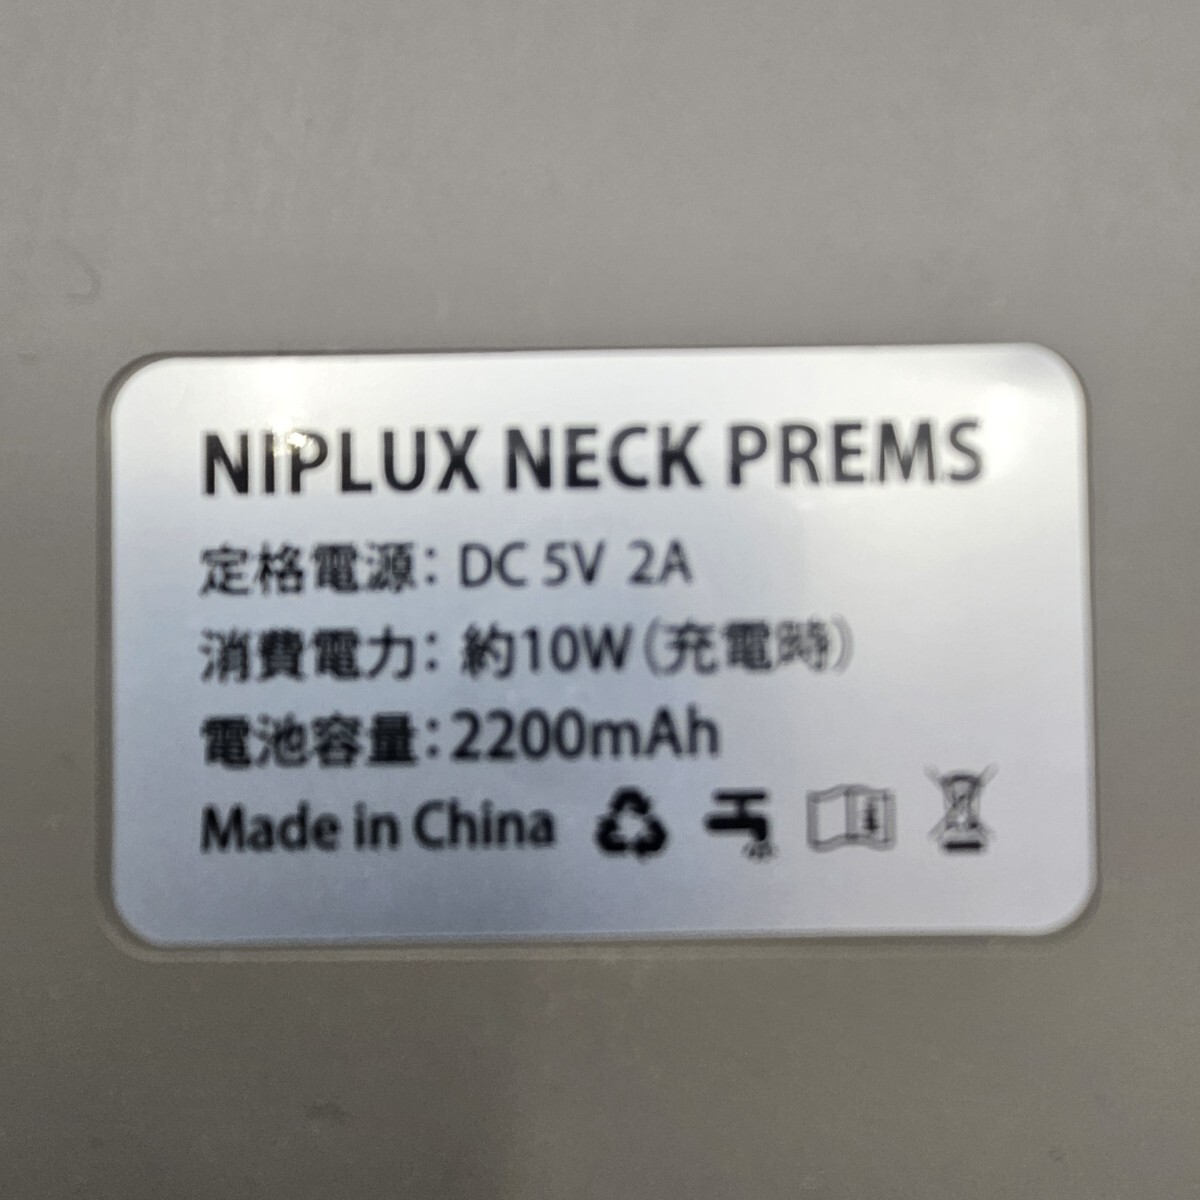 NIPLUX NECK PREMS
定格電源：DC 5V 2A
消費電力：約10W（充電時）
電池容量：2200mAh
Made in China